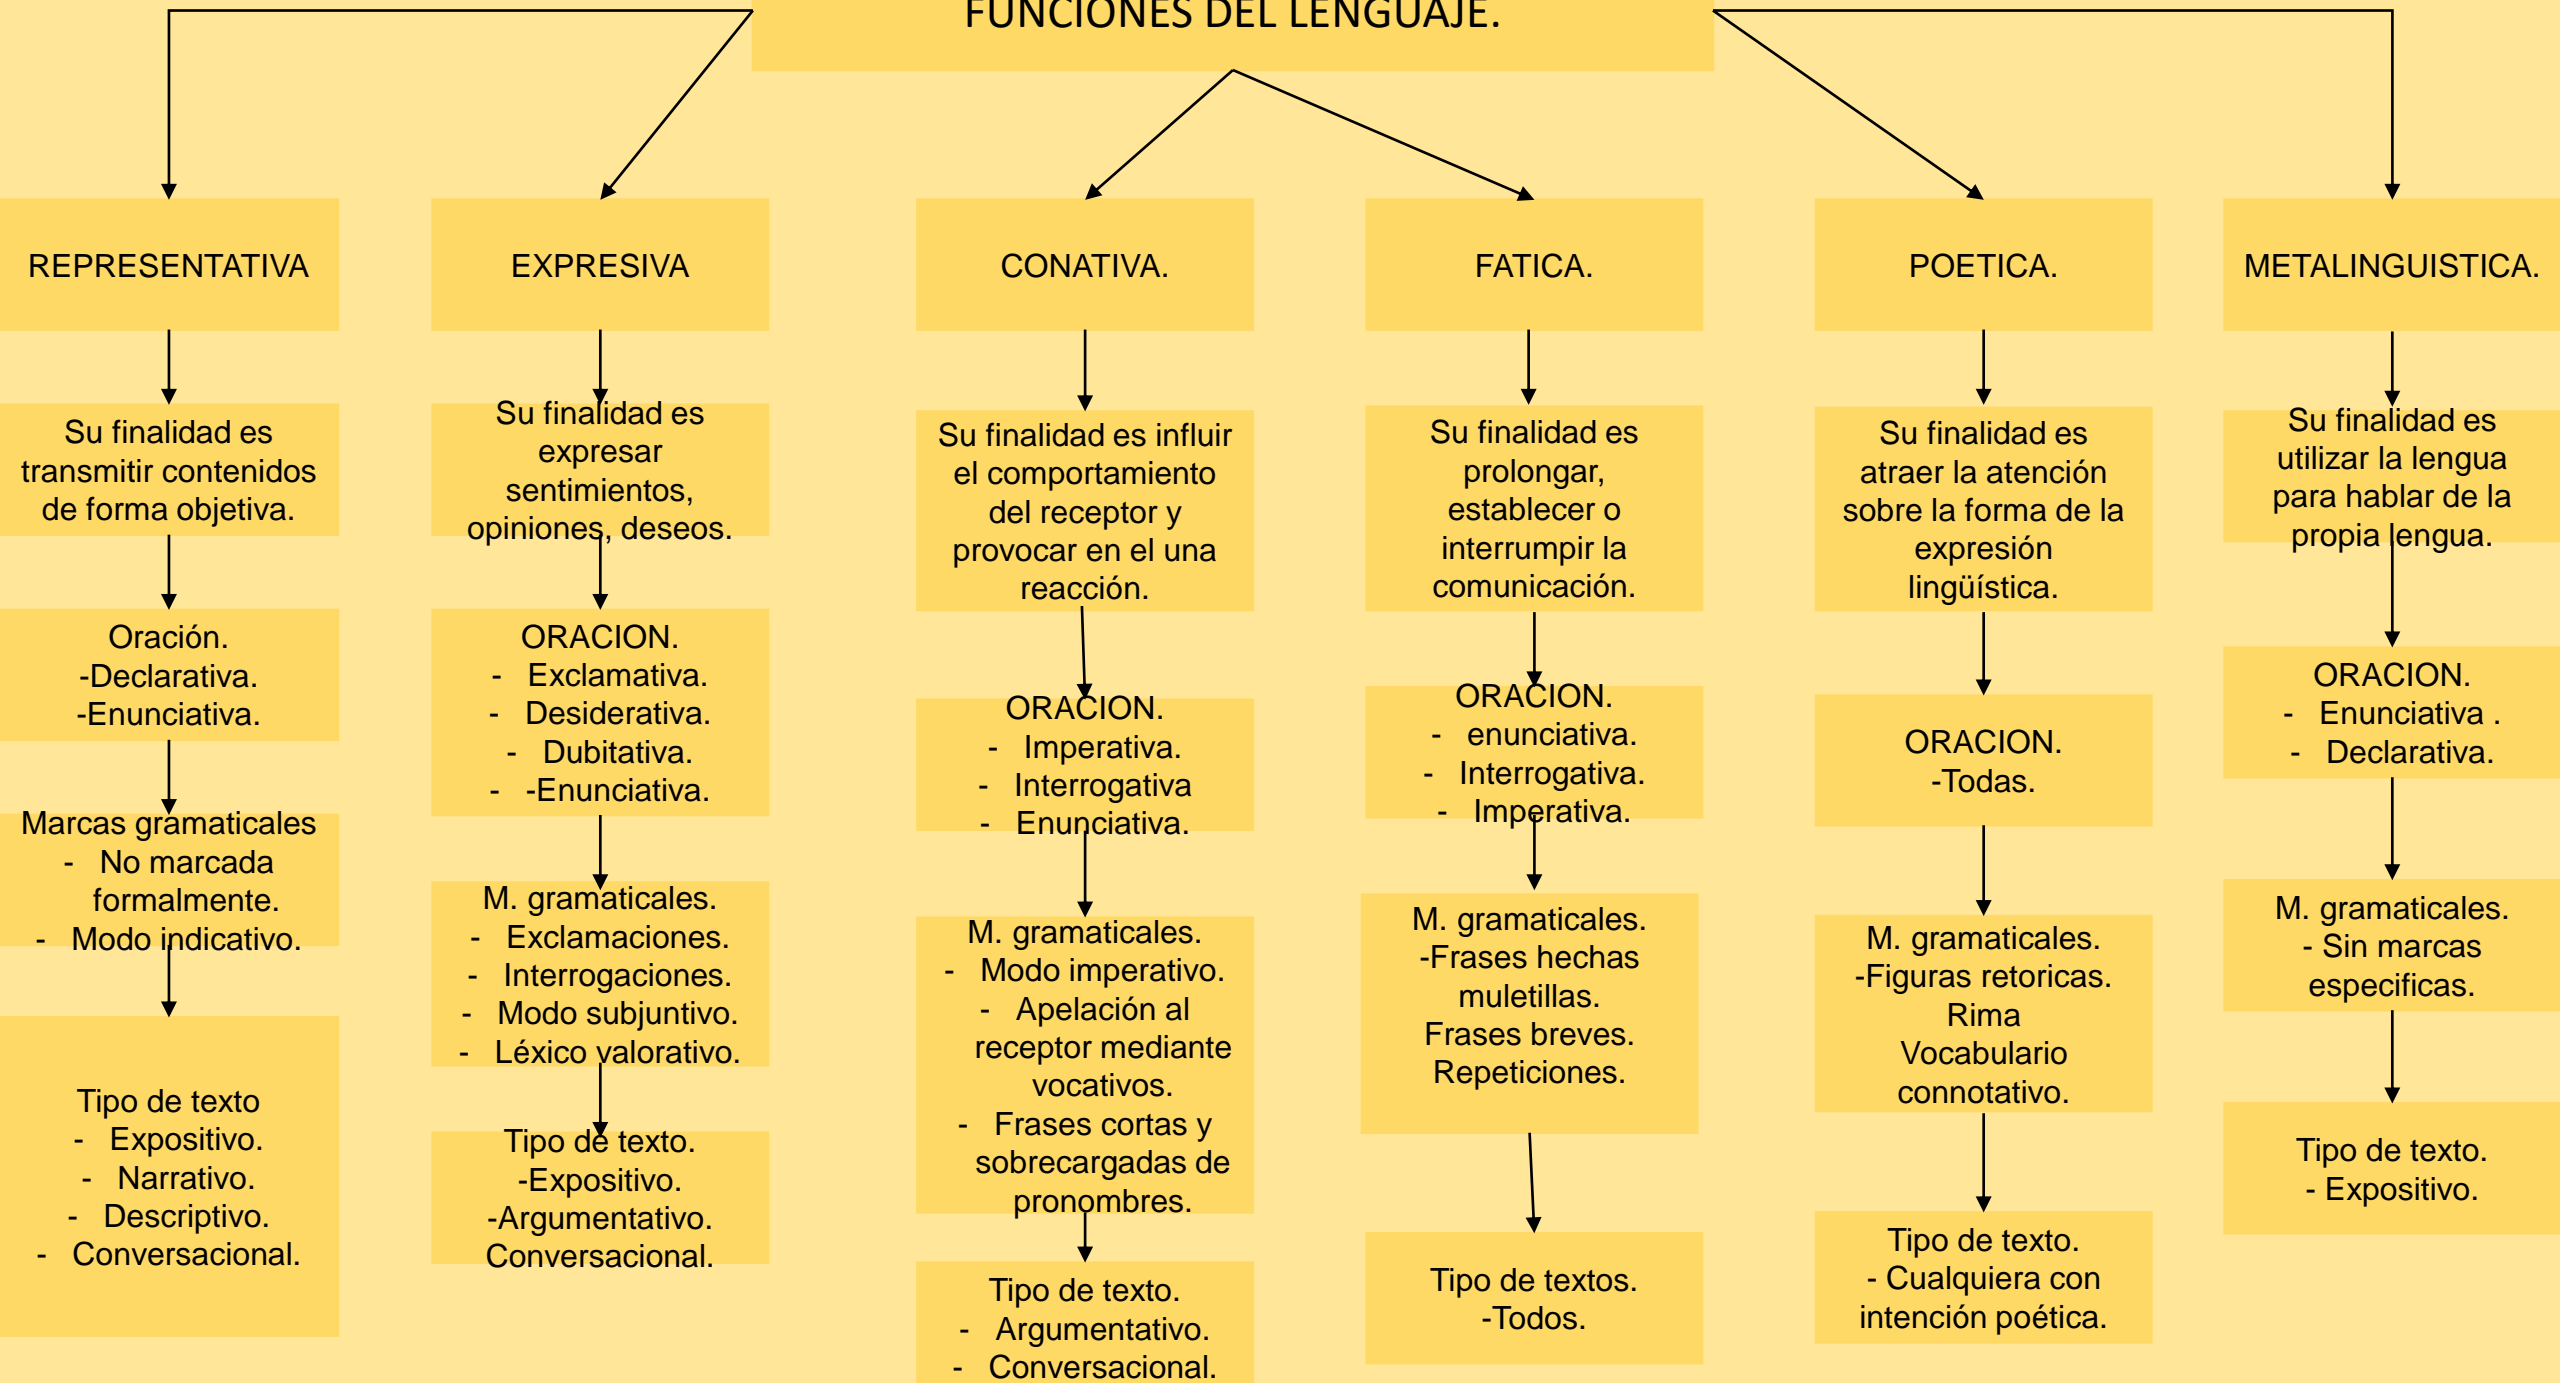 FUNCIONES DEL LENGUAJE.
REPRESENTATIVA
Su finalidad es
transmitir contenidos
de forma objetiva.
Oración.
-Declarativa.
-Enunciativa.
Marcas gramaticales
- No marcada
formalmente.
- Modo indicativo.
Tipo de texto
- Expositivo.
- Narrativo.
- Descriptivo.
- Conversacional.
EXPRESIVA
Su finalidad es
expresar
sentimientos,
opiniones, deseos.
ORACION.
- Exclamativa.
- Desiderativa.
- Dubitativa.
- -Enunciativa.
M. gramaticales.
- Exclamaciones.
- Interrogaciones.
- Modo subjuntivo.
- Léxico valorativo.
Tipo de texto.
-Expositivo.
-Argumentativo.
Conversacional.
CONATIVA.
Su finalidad es influir
el comportamiento
del receptor y
provocar en el una
reacción.
ORACION.
- Imperativa.
- Interrogativa
- Enunciativa.
M. gramaticales.
- Modo imperativo.
- Apelación al
receptor mediante
vocativos.
- Frases cortas y
sobrecargadas de
pronombres.
Tipo de texto.
- Argumentativo.
- Conversacional.
FATICA.
Su finalidad es
prolongar,
establecer o
interrumpir la
comunicación.
ORACION.
- enunciativa.
- Interrogativa.
- Imperativa.
M. gramaticales.
-Frases hechas
muletillas.
Frases breves.
Repeticiones.
Tipo de textos.
-Todos.
POETICA.
Su finalidad es
atraer la atención
sobre la forma de la
expresión
lingüística.
ORACION.
-Todas.
M. gramaticales.
-Figuras retoricas.
Rima
Vocabulario
connotativo.
Tipo de texto.
- Cualquiera con
intención poética.
METALINGUISTICA.
Su finalidad es
utilizar la lengua
para hablar de la
propia lengua.
ORACION.
- Enunciativa .
- Declarativa.
M. gramaticales.
- Sin marcas
especificas.
Tipo de texto.
- Expositivo.